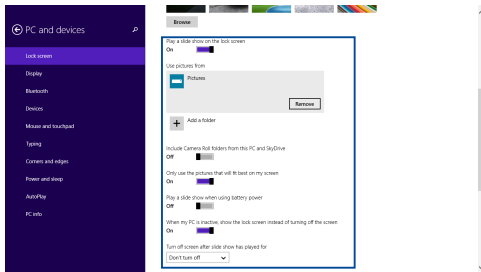 PC and devices
Lock screen
Display
Bluetooth
Devices
Mouse and touchpad
Typing
Corners and edges
Power and sleep
AutoPlay
PC info
Browse
Play a slide show on the lock screen
On
Use pictures from
Pictures
Remove
Add a folder
Include Camera Roll folders from this PC and SkyDrive
Off
Only use the pictures that will fit best on my screen
On
Play a slide show when using battery power
Off
When my PC is inactive, show the lock screen instead of turning off the screen
On
Turn off screen after slide show has played for
Don't turn off